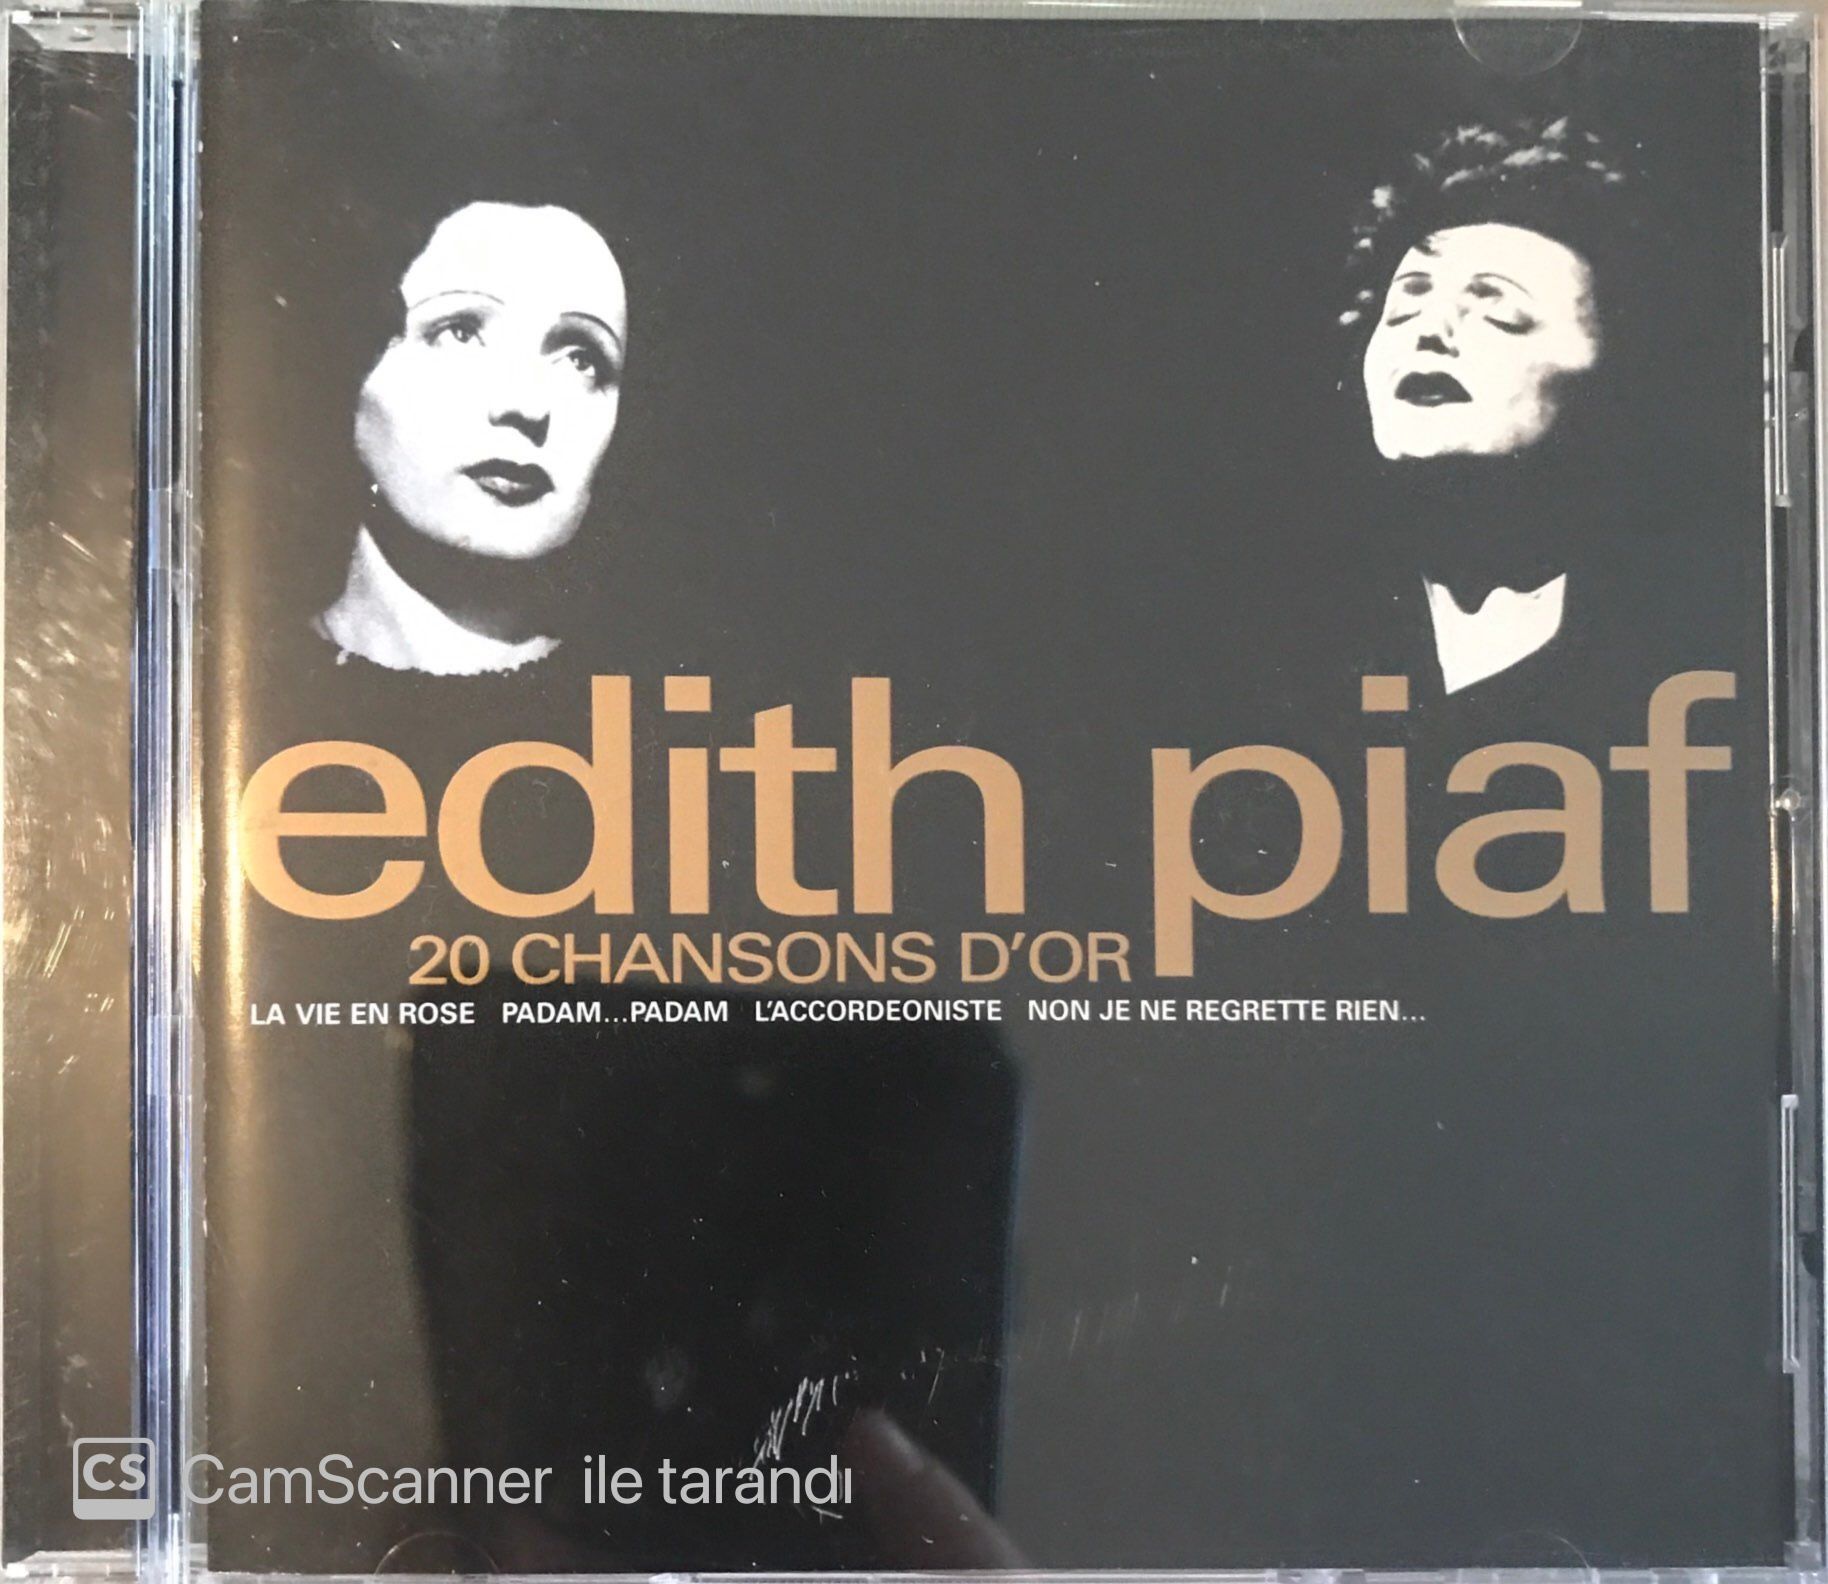 edith piaf
20 CHANSONS D'OR
LA VIE EN ROSE PADAM...PADAM L'ACCORDEONISTE NON JE NE REGRETTE RIEN...
CS CamScanner ile tarandı